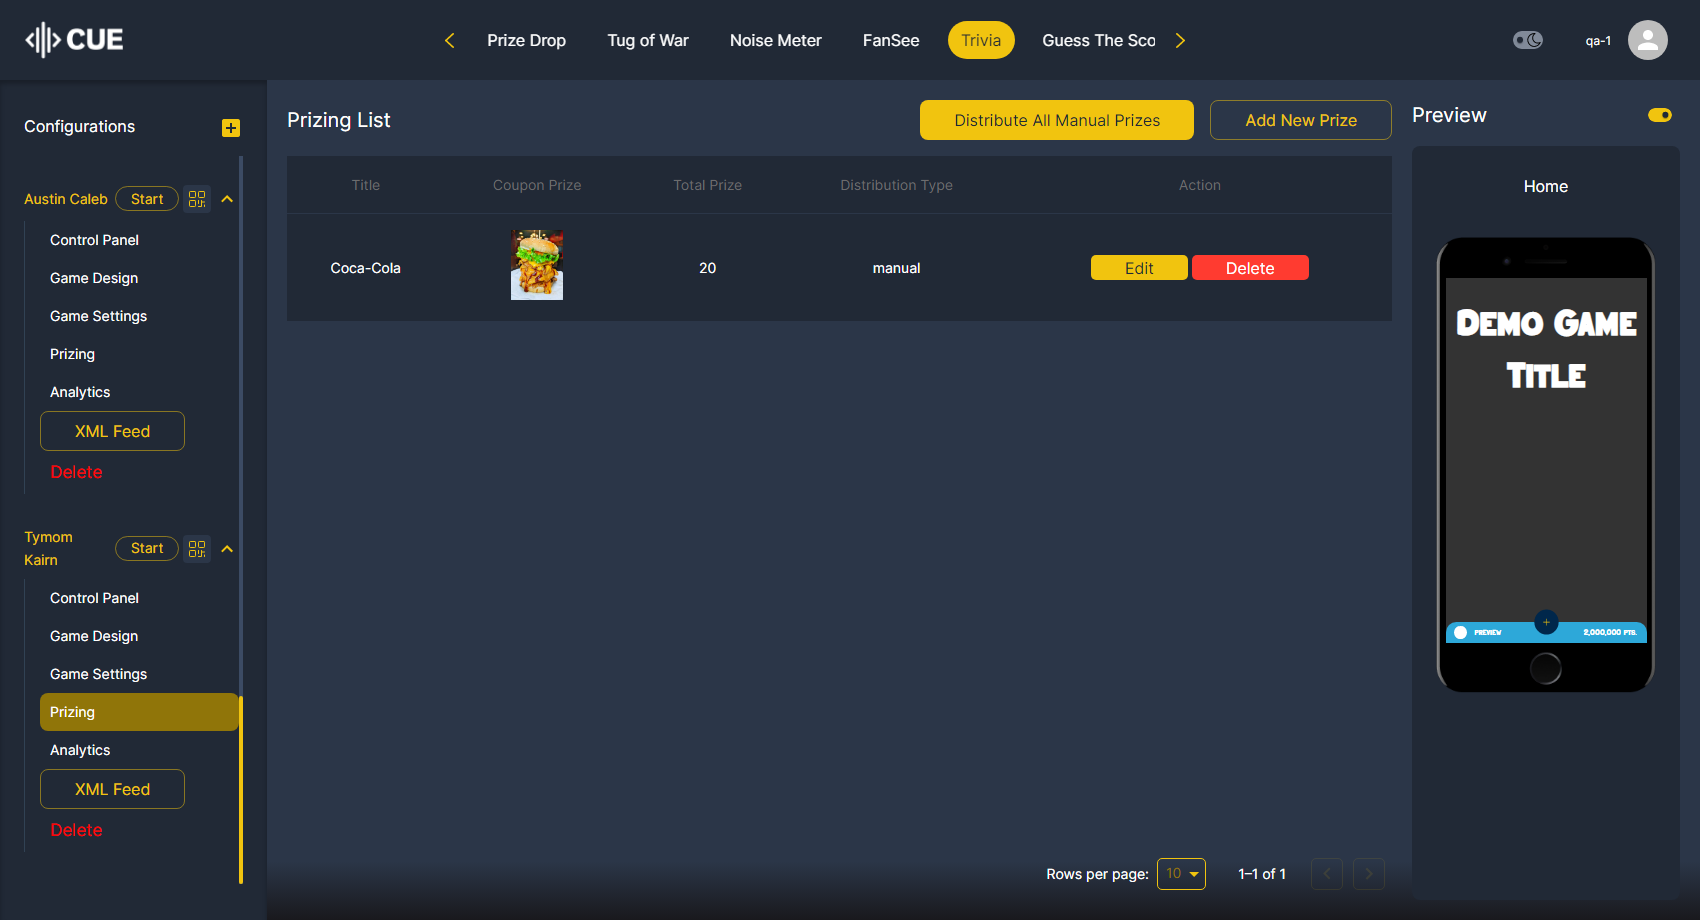 CUE
Prize Drop
Tug of War
Noise Meter
FanSee
Trivia
Guess The Sco
qa-1
Configurations
Austin Caleb
Start
Control Panel
Game Design
Game Settings
Prizing
Analytics
XML Feed
Delete
Tymom
Kairn
Start
Control Panel
Game Design
Game Settings
Prizing
Analytics
XML Feed
Delete
Prizing List
Distribute All Manual Prizes
Add New Prize
Title
Coupon Prize
Total Prize
Distribution Type
Action
Coca-Cola
20
manual
Edit
Delete
Rows per page:
10
1–1 of 1
Preview
Home
Demo Game
Title
PREVIEW
2,000,000 PTS.